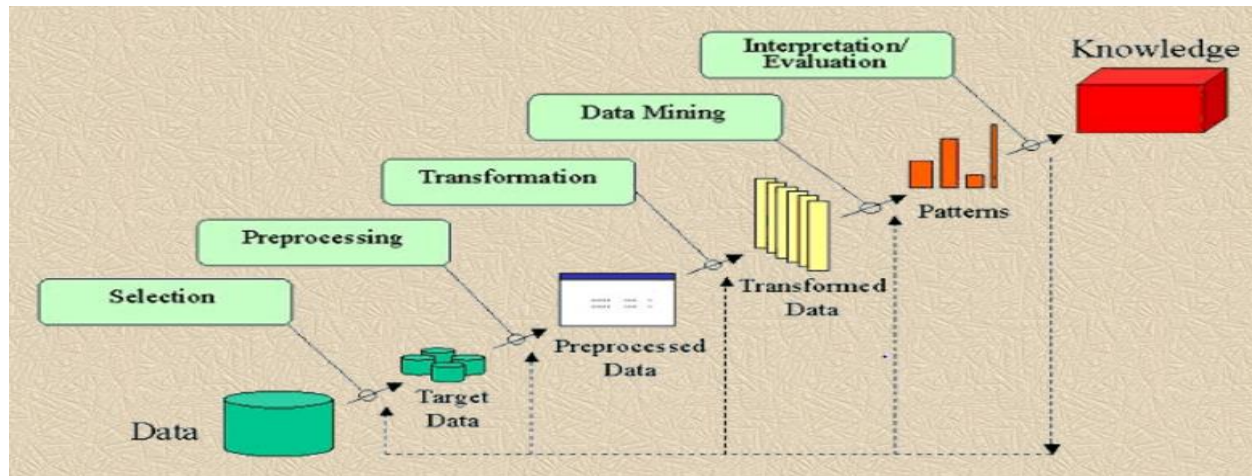 Interpretation/
Evaluation
Knowledge
Data Mining
Transformation
Patterns
Preprocessing
Transformed
Data
Selection
Preprocessed
Data
Target
Data
Data